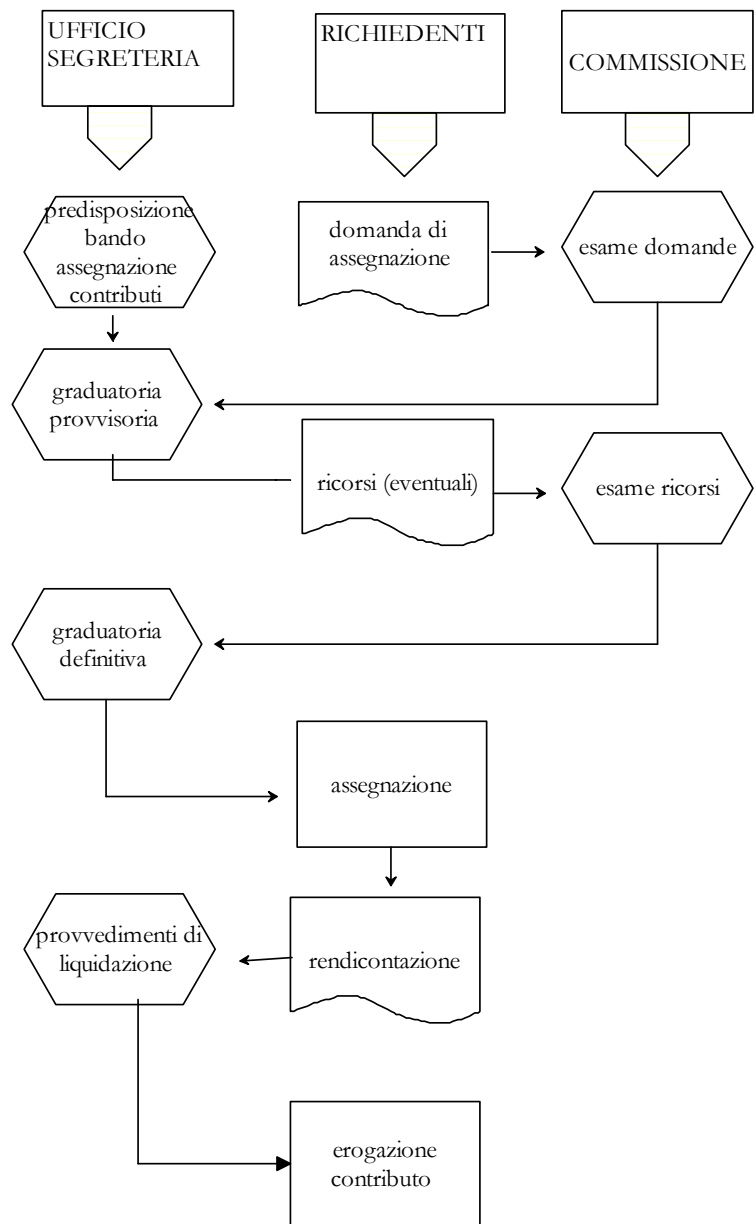 UFFICIO
SEGRETERIA
RICHIEDENTI
COMMISSIONE
predisposizione
bando
assegnazione
contributi
domanda di
assegnazione
esame domande
graduatoria
provvisoria
ricorsi (eventuali)
esame ricorsi
graduatoria
definitiva
assegnazione
provvedimenti di
liquidazione
rendicontazione
erogazione
contributo